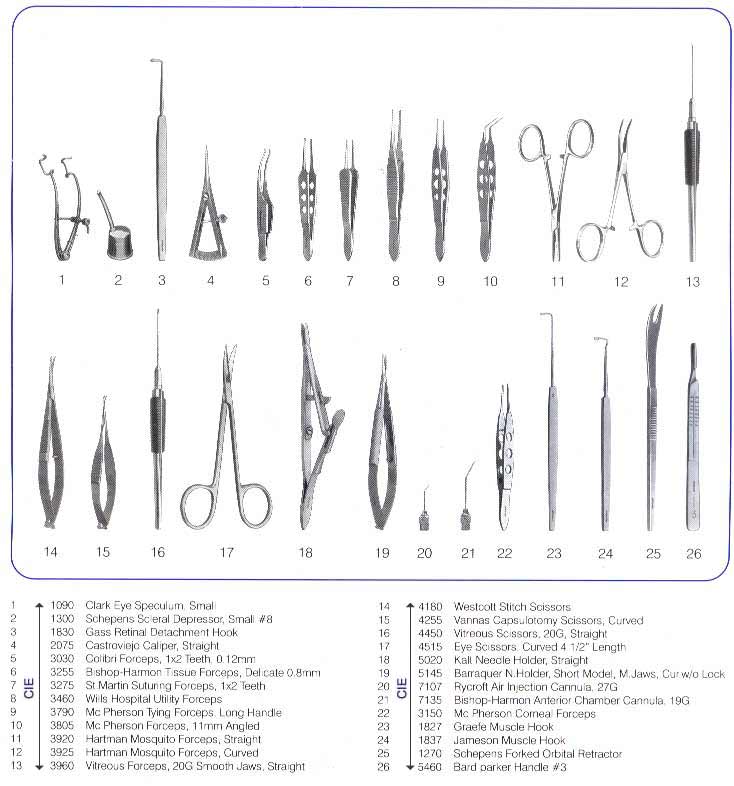 1 2 3 4 5 6 7 8 9 10 11 12 13
14 15 16 17 18 19 20 21 22 23 24 25 26
1 1090 Clark Eye Speculum, Small
2 1300 Schepens Scleral Depressor, Small #8
3 1830 Gass Retinal Detachment Hook
4 2075 Castroviejo Caliper, Straight
5 3030 Colibri Forceps, 1x2 Teeth, 0.12mm
6 3255 Bishop-Harmon Tissue Forceps, Delicate 0.8mm
7 3275 St Martin Suturing Forceps, 1x2 Teeth
8 3460 Wills Hospital Utility Forceps
9 3790 Mc Pherson Tying Forceps, Long Handle
10 3805 Mc Pherson Forceps, 11mm Angled
11 3920 Hartman Mosquito Forceps, Straight
12 3925 Hartman Mosquito Forceps, Curved
13 3960 Vitreous Forceps, 20G Smooth Jaws, Straight
CIE
14 4180 Westcott Stitch Scissors
15 4255 Vannas Capsulotomy Scissors, Curved
16 4450 Vitreous Scissors, 20G, Straight
17 4515 Eye Scissors, Curved 4 1/2" Length
18 5020 Kalt Needle Holder, Straight
19 5145 Barraquer N.Holder, Short Model, M.Jaws, Cur w/o Lock
20 7107 Rycroft Air Injection Cannula, 27G
21 7135 Bishop-Harmon Anterior Chamber Cannula, 19G
22 3150 Mc Pherson Corneal Forceps
23 1827 Graefe Muscle Hook
24 1837 Jameson Muscle Hook
25 1270 Schepens Forked Orbital Retractor
26 5460 Bard parker Handle #3
CIE